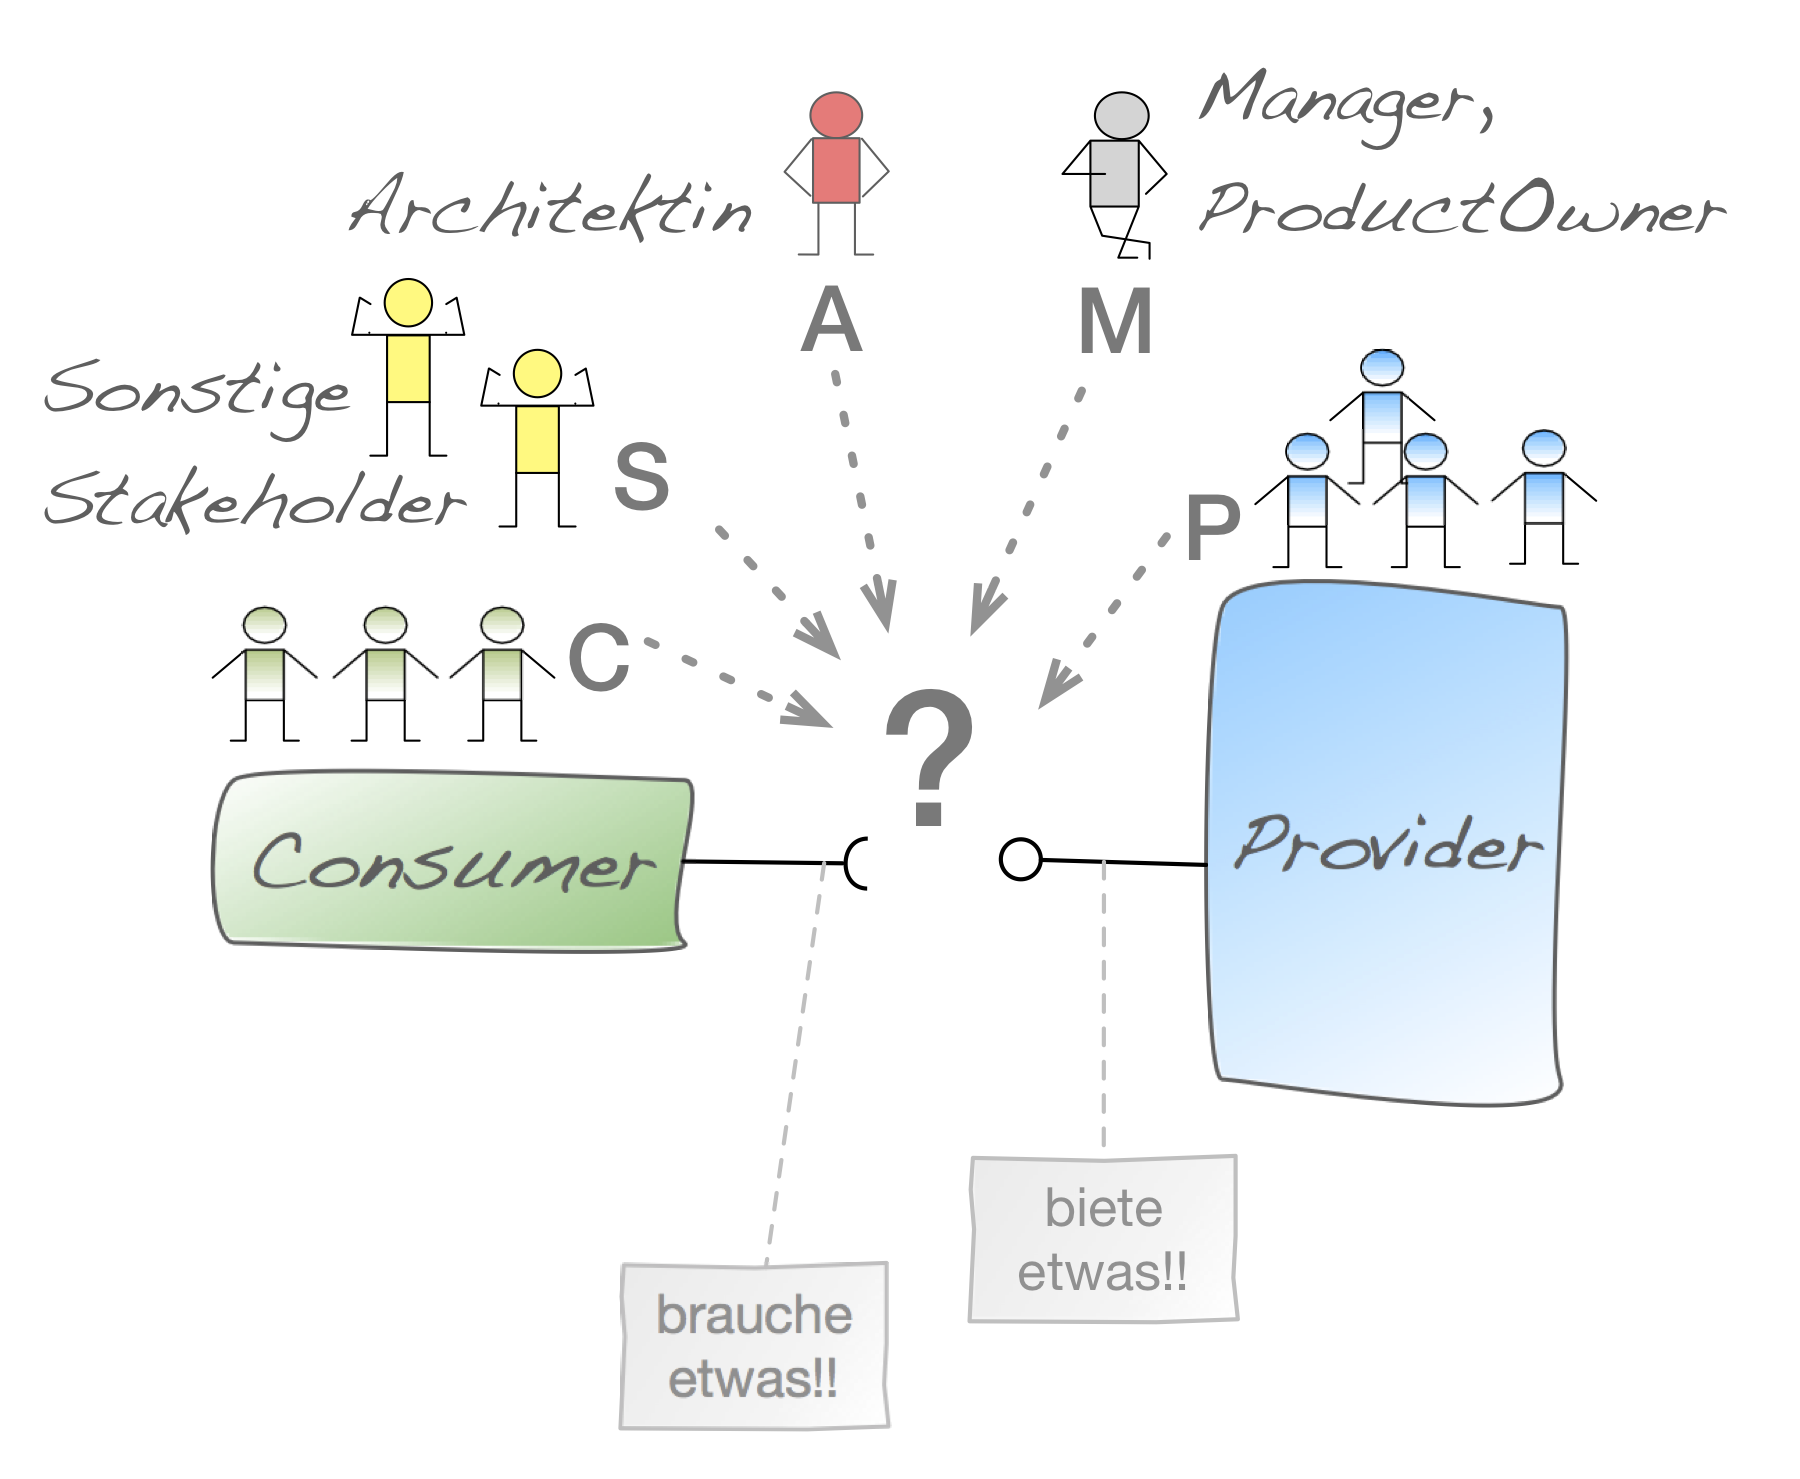 Manager,
Architektin
ProductOwner
A
M
Sonstige
Stakeholder
S
P
C
?
Consumer
Provider
biete
etwas!!
brauche
etwas!!